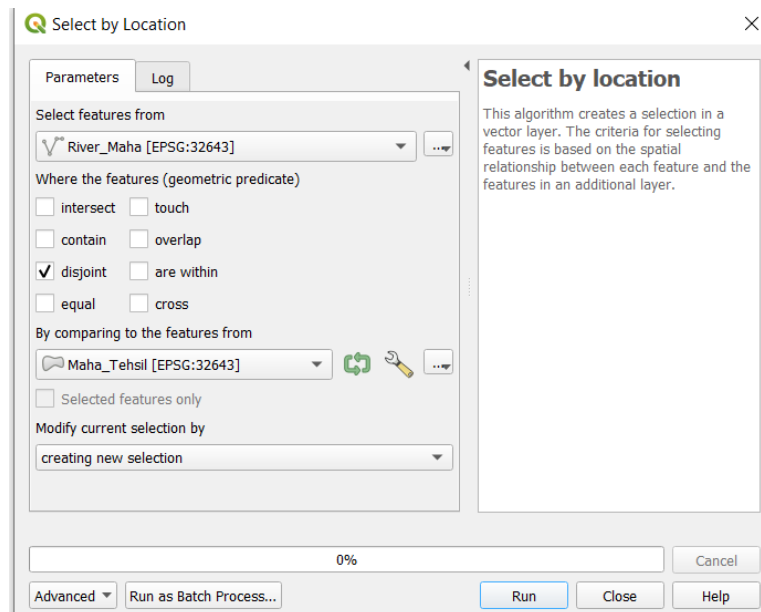 Select by Location
Parameters
Log
Select features from
River_Maha [EPSG:32643]
...
Where the features (geometric predicate)
intersect
touch
contain
overlap
disjoint
are within
equal
cross
By comparing to the features from
Maha_Tehsil [EPSG:32643]
...
Selected features only
Modify current selection by
creating new selection
Select by location
This algorithm creates a selection in a
vector layer. The criteria for selecting
features is based on the spatial
relationship between each feature and the
features in an additional layer.
0%
Cancel
Advanced
Run as Batch Process...
Run
Close
Help